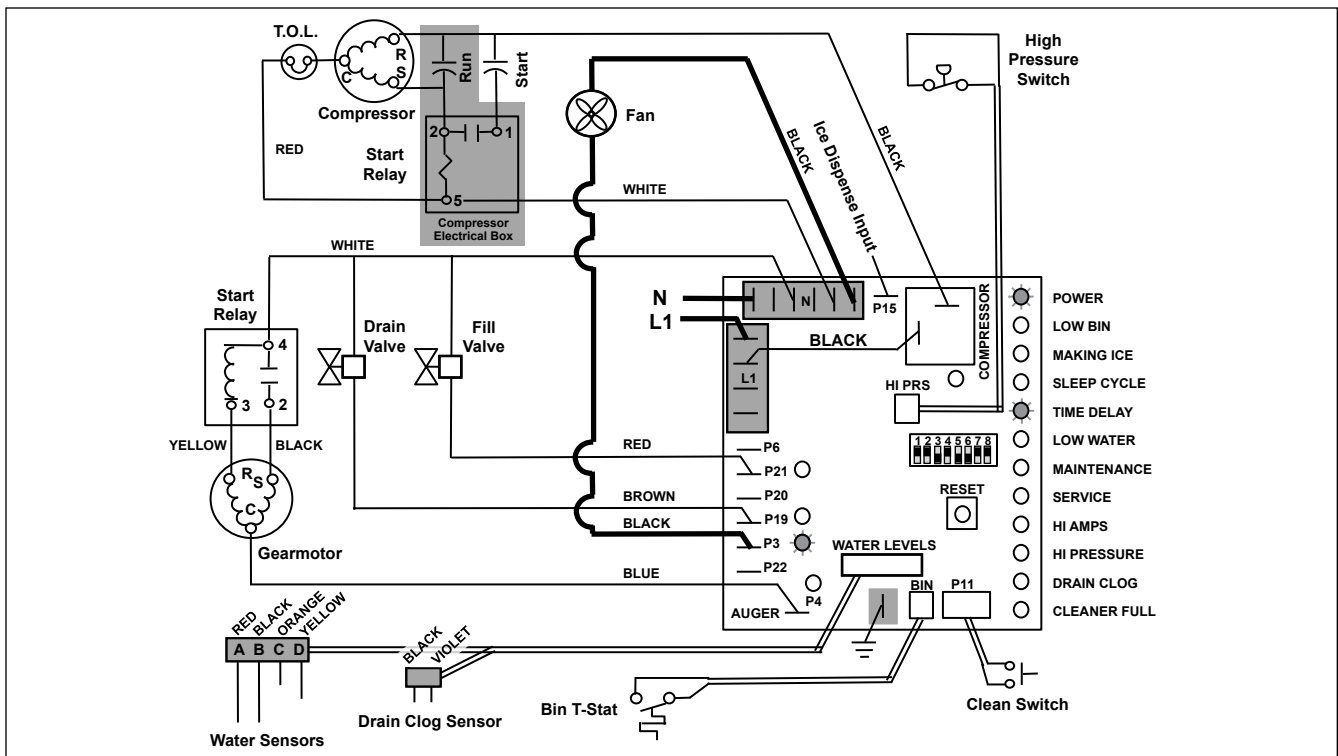 T.O.L.
R
S
C
Compressor
Run
Start
RED
2
1
Start
Relay
5
Compressor
Electrical Box
Fan
BLACK
Ice Dispense Input
BLACK
High
Pressure
Switch
WHITE
WHITE
N
L1
N
P15
COMPRESSOR
BLACK
L1
HI PRS
Start
Relay
4
3
2
Drain
Valve
Fill
Valve
YELLOW
BLACK
R
S
C
Gearmotor
RED
BROWN
BLACK
BLUE
P6
P21
P20
P19
P3
P22
P4
AUGER
1 2 3 4 5 6 7 8
RESET
WATER LEVELS
BIN
P11
POWER
LOW BIN
MAKING ICE
SLEEP CYCLE
TIME DELAY
LOW WATER
MAINTENANCE
SERVICE
HI AMPS
HI PRESSURE
DRAIN CLOG
CLEANER FULL
RED
BLACK
ORANGE
YELLOW
A B C D
Water Sensors
BLACK
VIOLET
Drain Clog Sensor
Bin T-Stat
Clean Switch